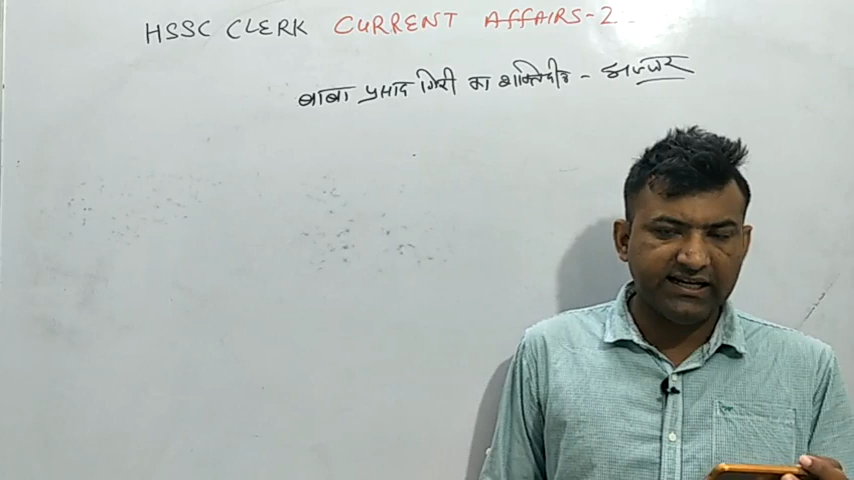 HSSC CLERK CURRENT AFFAIRS-2
बाबा प्रसाद गिरी का - झज्जर